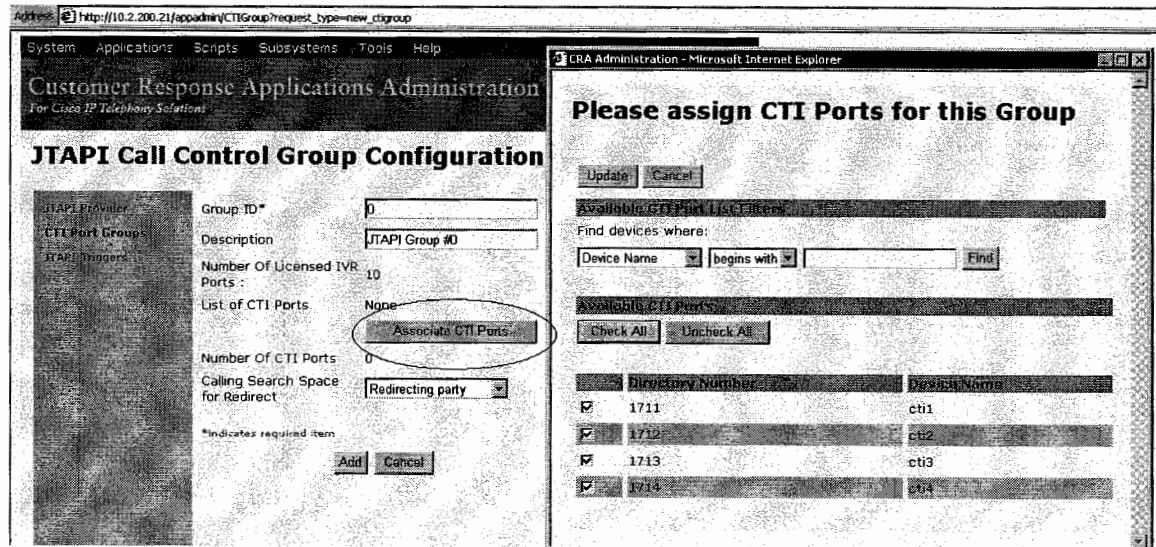 Address http://10.2.200.21/appadmin/CTIGroup?request_type=new_ctigroup
System Applications Scripts Subsystems Tools Help
Customer Response Applications Administration
For Cisco IP Telephony Solutions
JTAPI Call Control Group Configuration
JTAPI Provider
CTI Port Groups
JTAPI Triggers
Group ID* 0
Description JTAPI Group #0
Number Of Licensed IVR Ports : 10
List of CTI Ports None
Associate CTI Ports
Number Of CTI Ports 0
Calling Search Space for Redirect Redirecting party
*indicates required item
Add Cancel
CRA Administration - Microsoft Internet Explorer
Please assign CTI Ports for this Group
Update Cancel
Available CTI Port List Filters
Find devices where:
Device Name begins with Find
Available CTI Ports
Check All Uncheck All
Directory Number Device Name
1711 cti1
1712 cti2
1713 cti3
1714 cti4